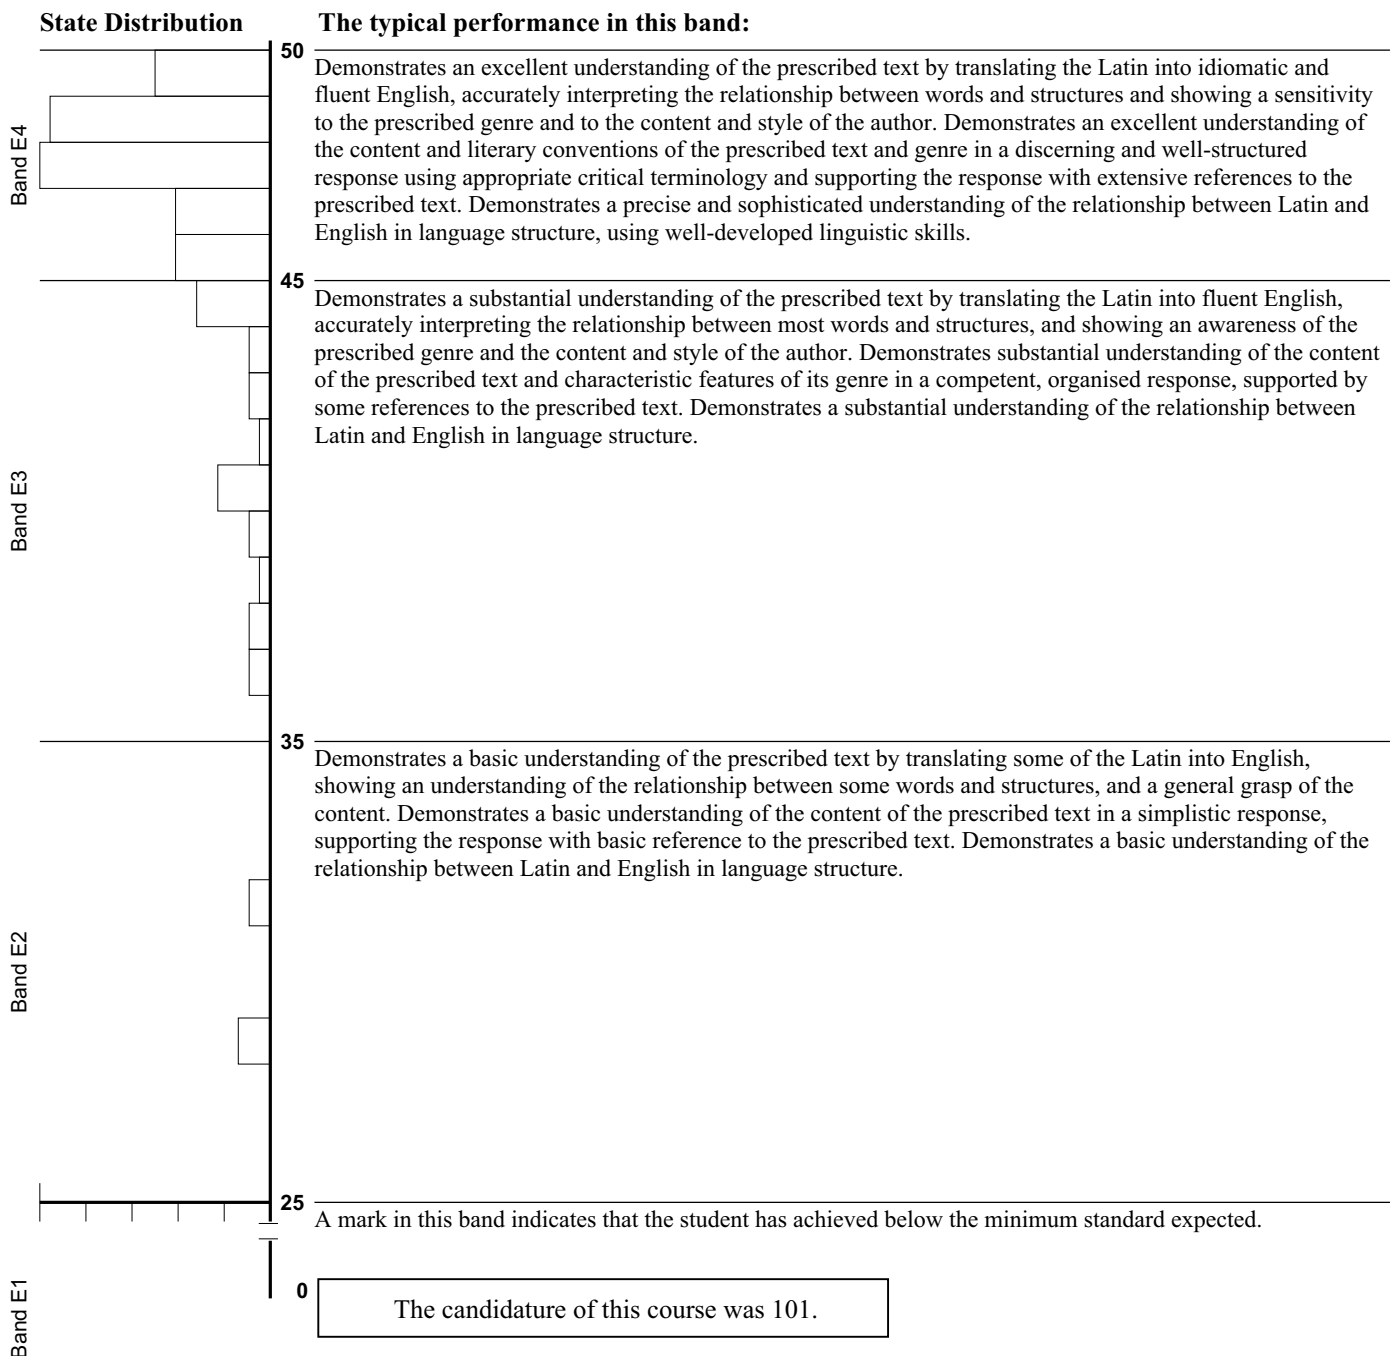 State Distribution
The typical performance in this band:
50
Demonstrates an excellent understanding of the prescribed text by translating the Latin into idiomatic and
fluent English, accurately interpreting the relationship between words and structures and showing a sensitivity
to the prescribed genre and to the content and style of the author. Demonstrates an excellent understanding of
the content and literary conventions of the prescribed text and genre in a discerning and well-structured
response using appropriate critical terminology and supporting the response with extensive references to the
prescribed text. Demonstrates a precise and sophisticated understanding of the relationship between Latin and
English in language structure, using well-developed linguistic skills.
Band E4
45
Demonstrates a substantial understanding of the prescribed text by translating the Latin into fluent English,
accurately interpreting the relationship between most words and structures, and showing an awareness of the
prescribed genre and the content and style of the author. Demonstrates substantial understanding of the content
of the prescribed text and characteristic features of its genre in a competent, organised response, supported by
some references to the prescribed text. Demonstrates a substantial understanding of the relationship between
Latin and English in language structure.
Band E3
35
Demonstrates a basic understanding of the prescribed text by translating some of the Latin into English,
showing an understanding of the relationship between some words and structures, and a general grasp of the
content. Demonstrates a basic understanding of the content of the prescribed text in a simplistic response,
supporting the response with basic reference to the prescribed text. Demonstrates a basic understanding of the
relationship between Latin and English in language structure.
Band E2
25
A mark in this band indicates that the student has achieved below the minimum standard expected.
0
Band E1
The candidature of this course was 101.